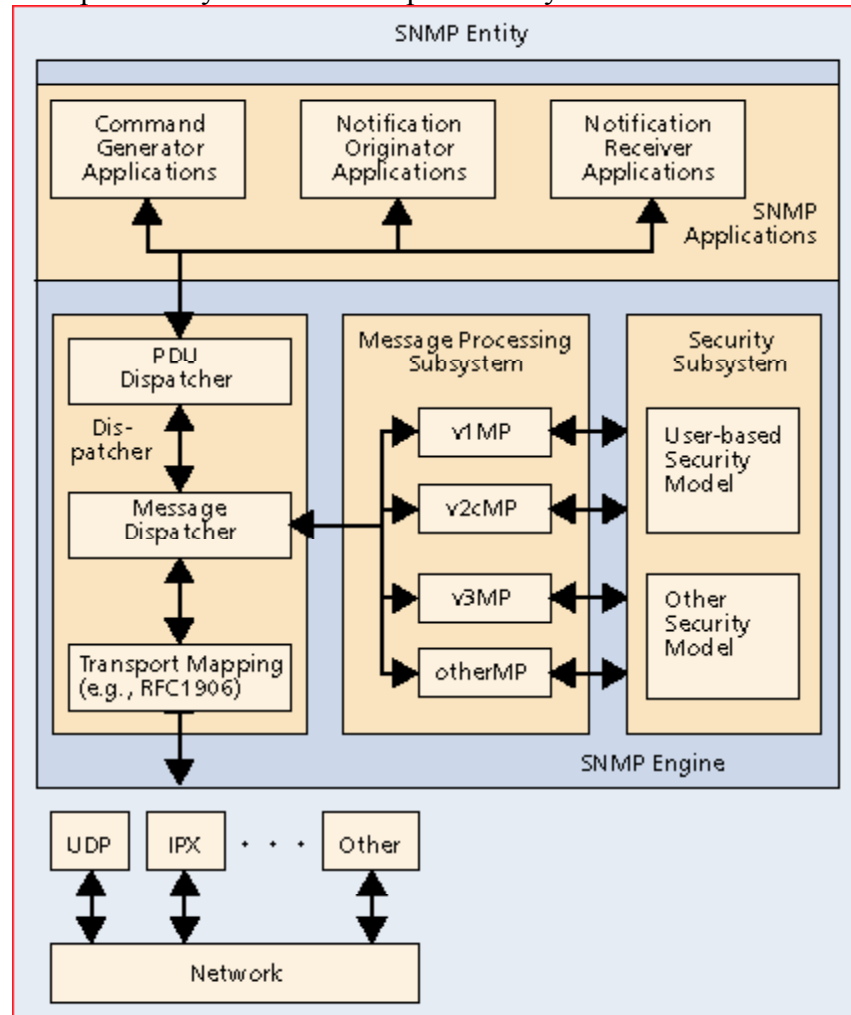 SNMP Entity
Command
Generator
Applications
Notification
Originator
Applications
Notification
Receiver
Applications
SNMP
Applications
PDU
Dispatcher
Dis-
patcher
Message
Dispatcher
Transport Mapping
(e.g., RFC1906)
Message Processing
Subsystem
v1MP
v2cMP
v3MP
otherMP
Security
Subsystem
User-based
Security
Model
Other
Security
Model
SNMP Engine
UDP
IPX
. . .
Other
Network